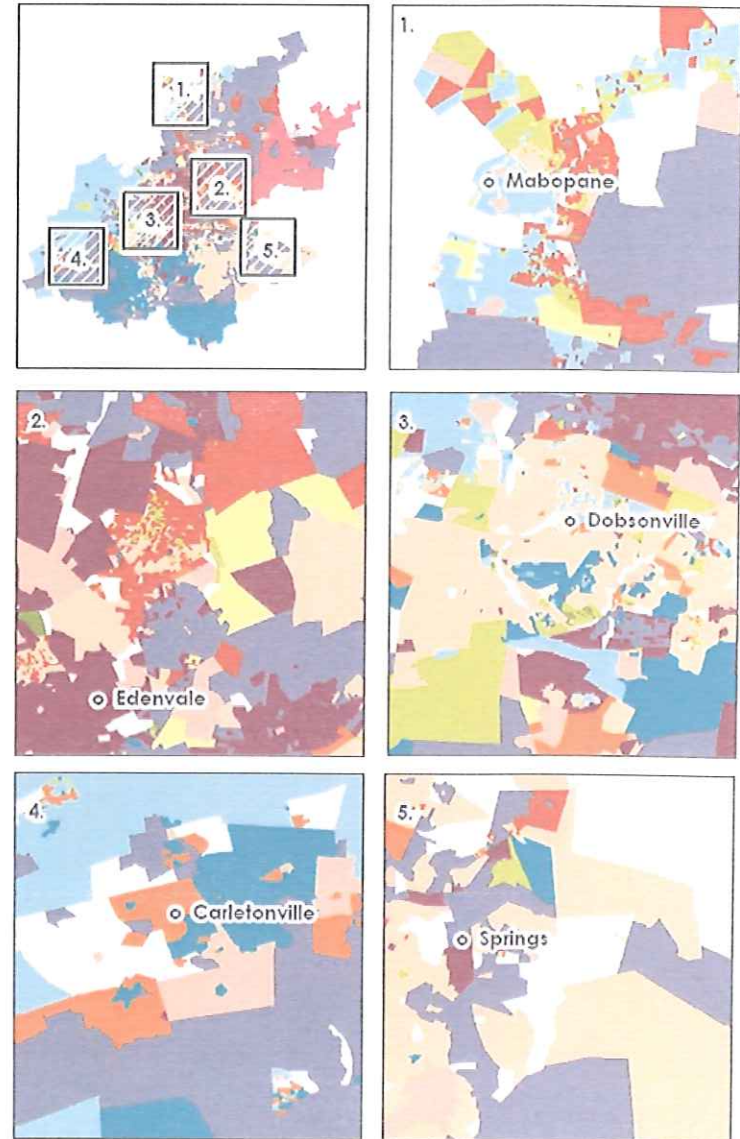 1.
2.
3.
4.
5.
1.
Mabopane
2.
Edenvale
3.
Dobsonville
4.
Carletonville
5.
Springs